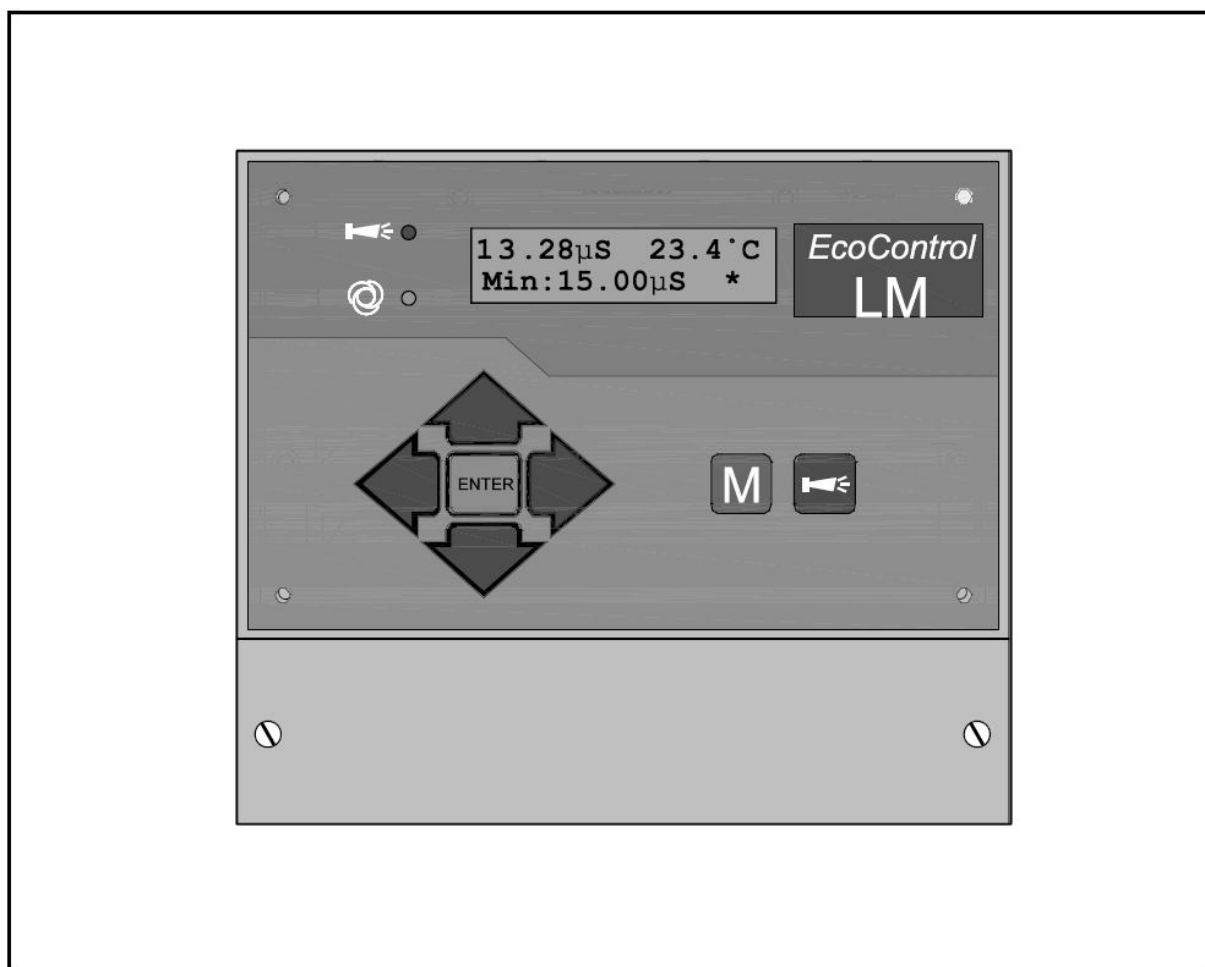 13.28µS 23.4°C
Min:15.00µS *
EcoControl
LM
ENTER
M